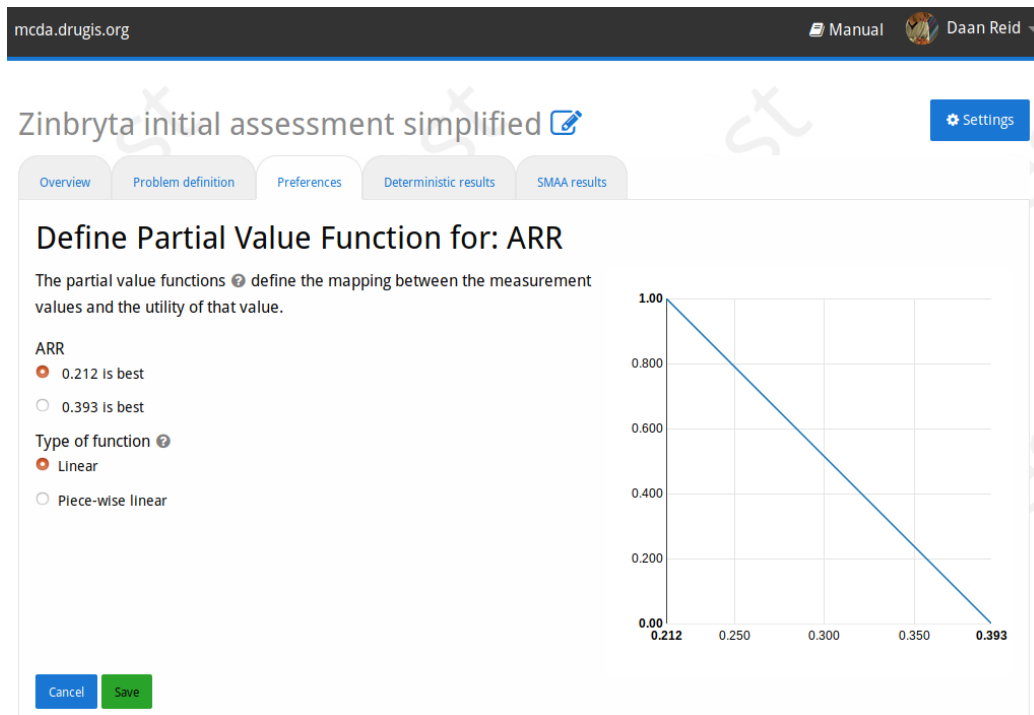 mcda.drugis.org
Manual
Daan Reid
Zinbryta initial assessment simplified
Settings
Overview
Problem definition
Preferences
Deterministic results
SMAA results
Define Partial Value Function for: ARR
The partial value functions define the mapping between the measurement
values and the utility of that value.
ARR
0.212 is best
0.393 is best
Type of function
Linear
Piece-wise linear
1.00
0.800
0.600
0.400
0.200
0.00
0.212
0.250
0.300
0.350
0.393
Cancel
Save